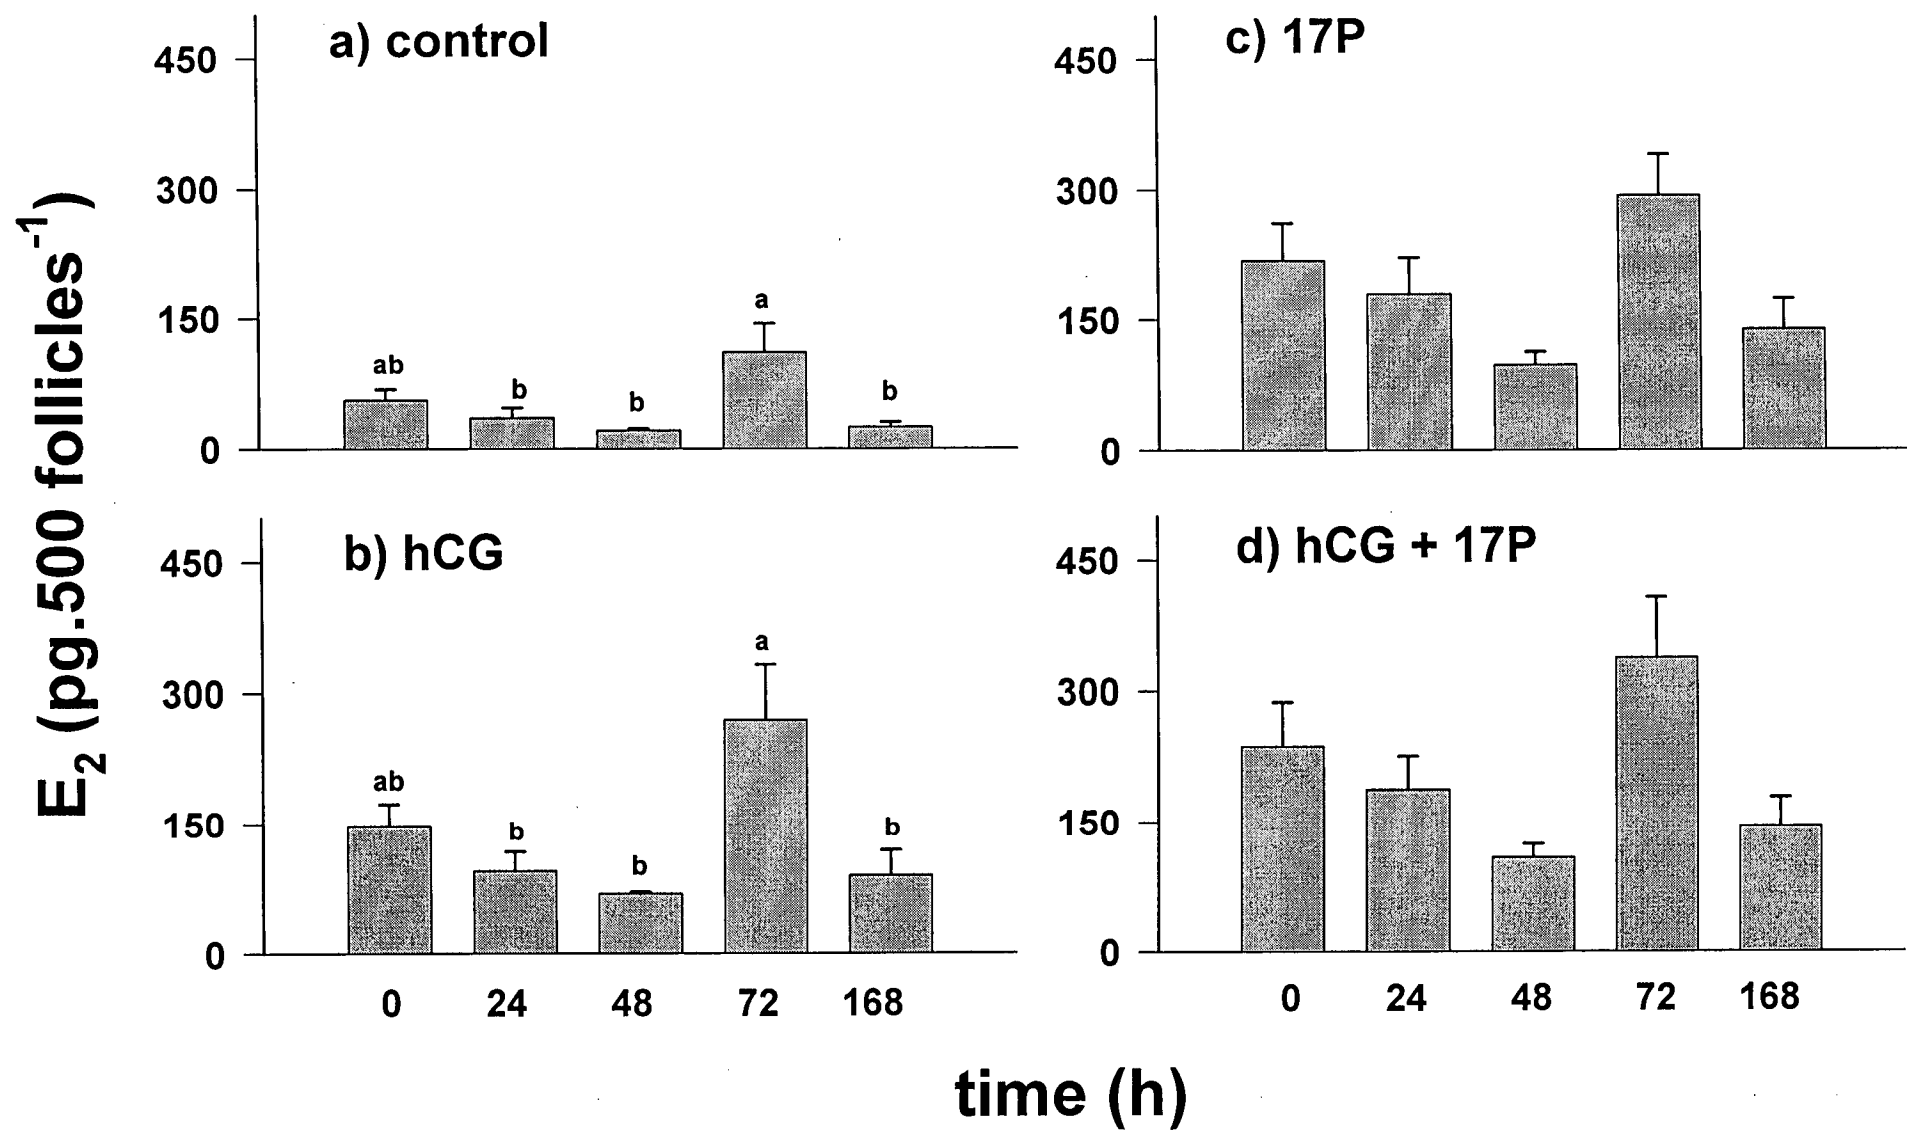 E2 (pg.500 follicles-1)
a) control
450
300
150
0
ab
b
b
a
b
c) 17P
450
300
150
0
b) hCG
450
300
150
0
ab
b
b
a
b
0 24 48 72 168
d) hCG + 17P
450
300
150
0
0 24 48 72 168
time (h)